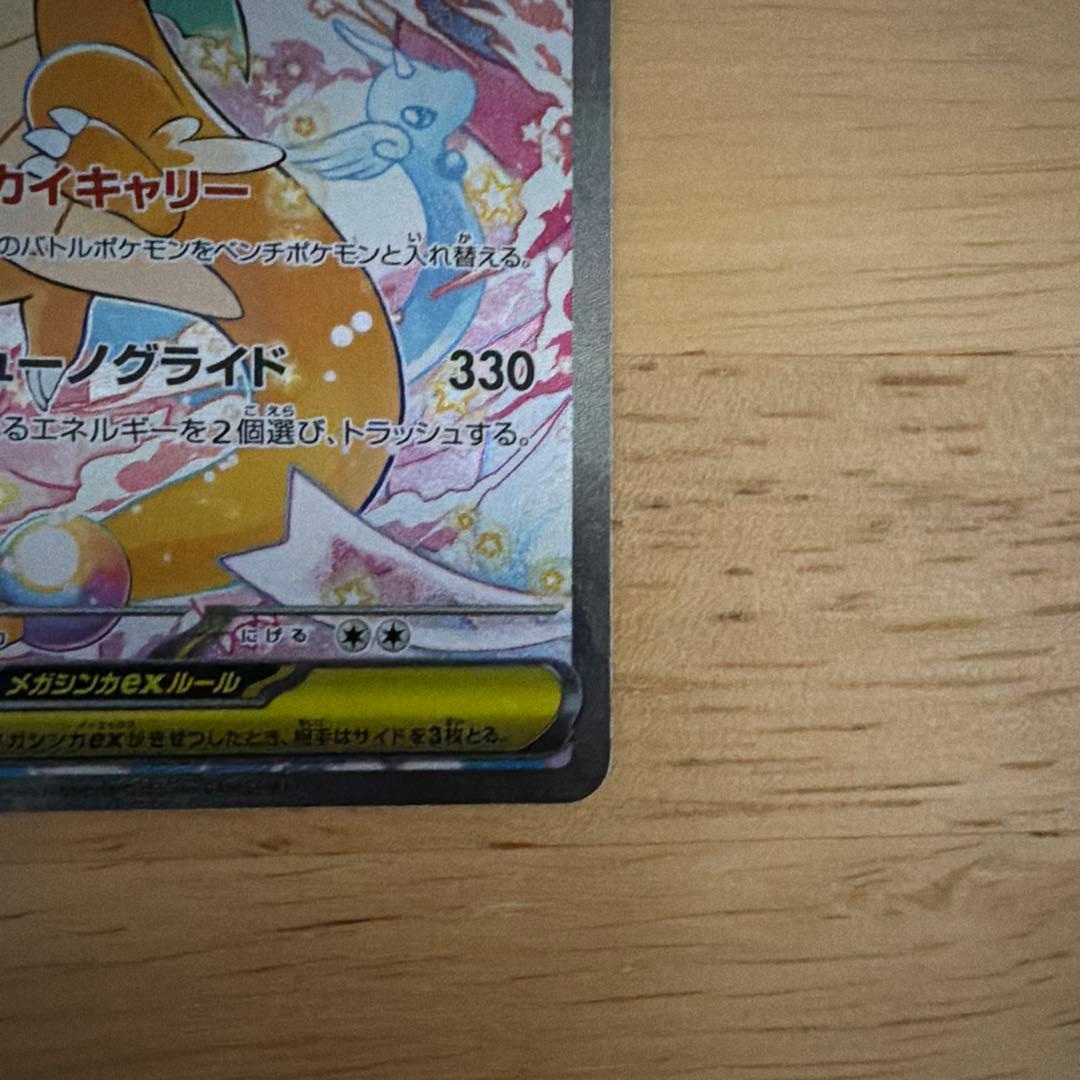 カイキャリー
のバトルポケモンをベンチポケモンと入れ替える。
ューノグライド 330
るエネルギーを2個選び、トラッシュする。
にげる
メガシンカexルール
ガシンカexがきぜつしたとき、相手はサイドを3枚とる。